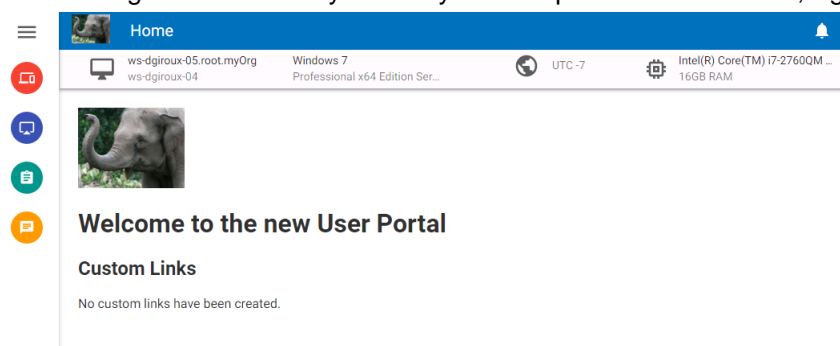 Home
ws-dgiroux-05.root.myOrg
ws-dgiroux-04
Windows 7
Professional x64 Edition Ser...
UTC -7
Intel(R) Core(TM) i7-2760QM ...
16GB RAM
Welcome to the new User Portal
Custom Links
No custom links have been created.